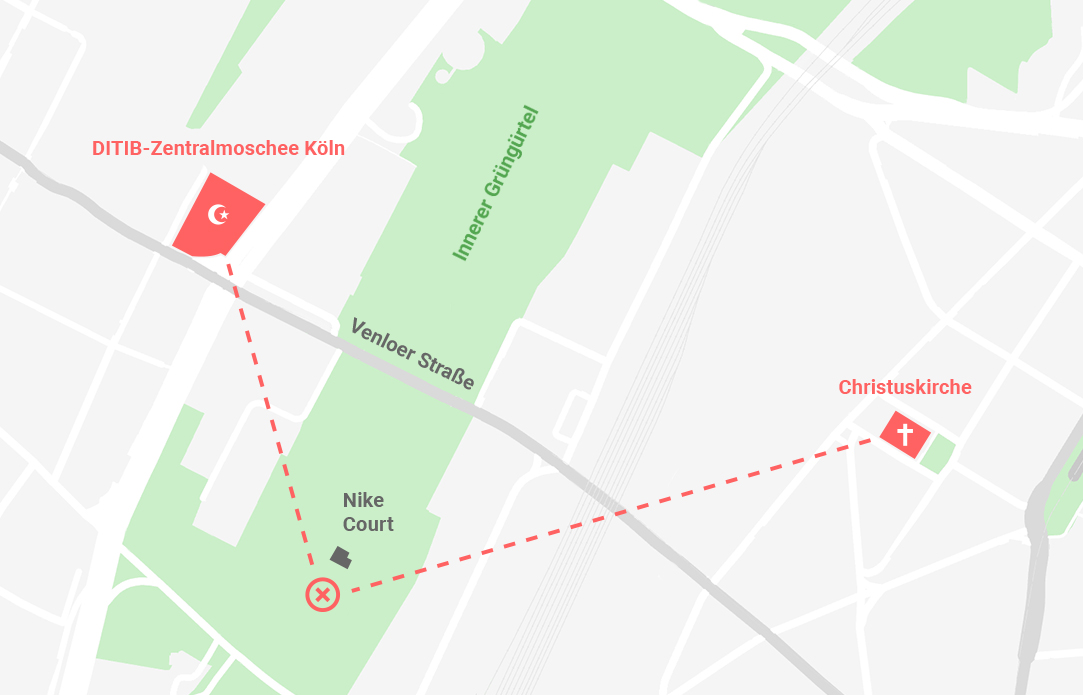 DITIB-Zentralmoschee Köln
Innerer Grüngürtel
Venloer Straße
Christuskirche
Nike
Court